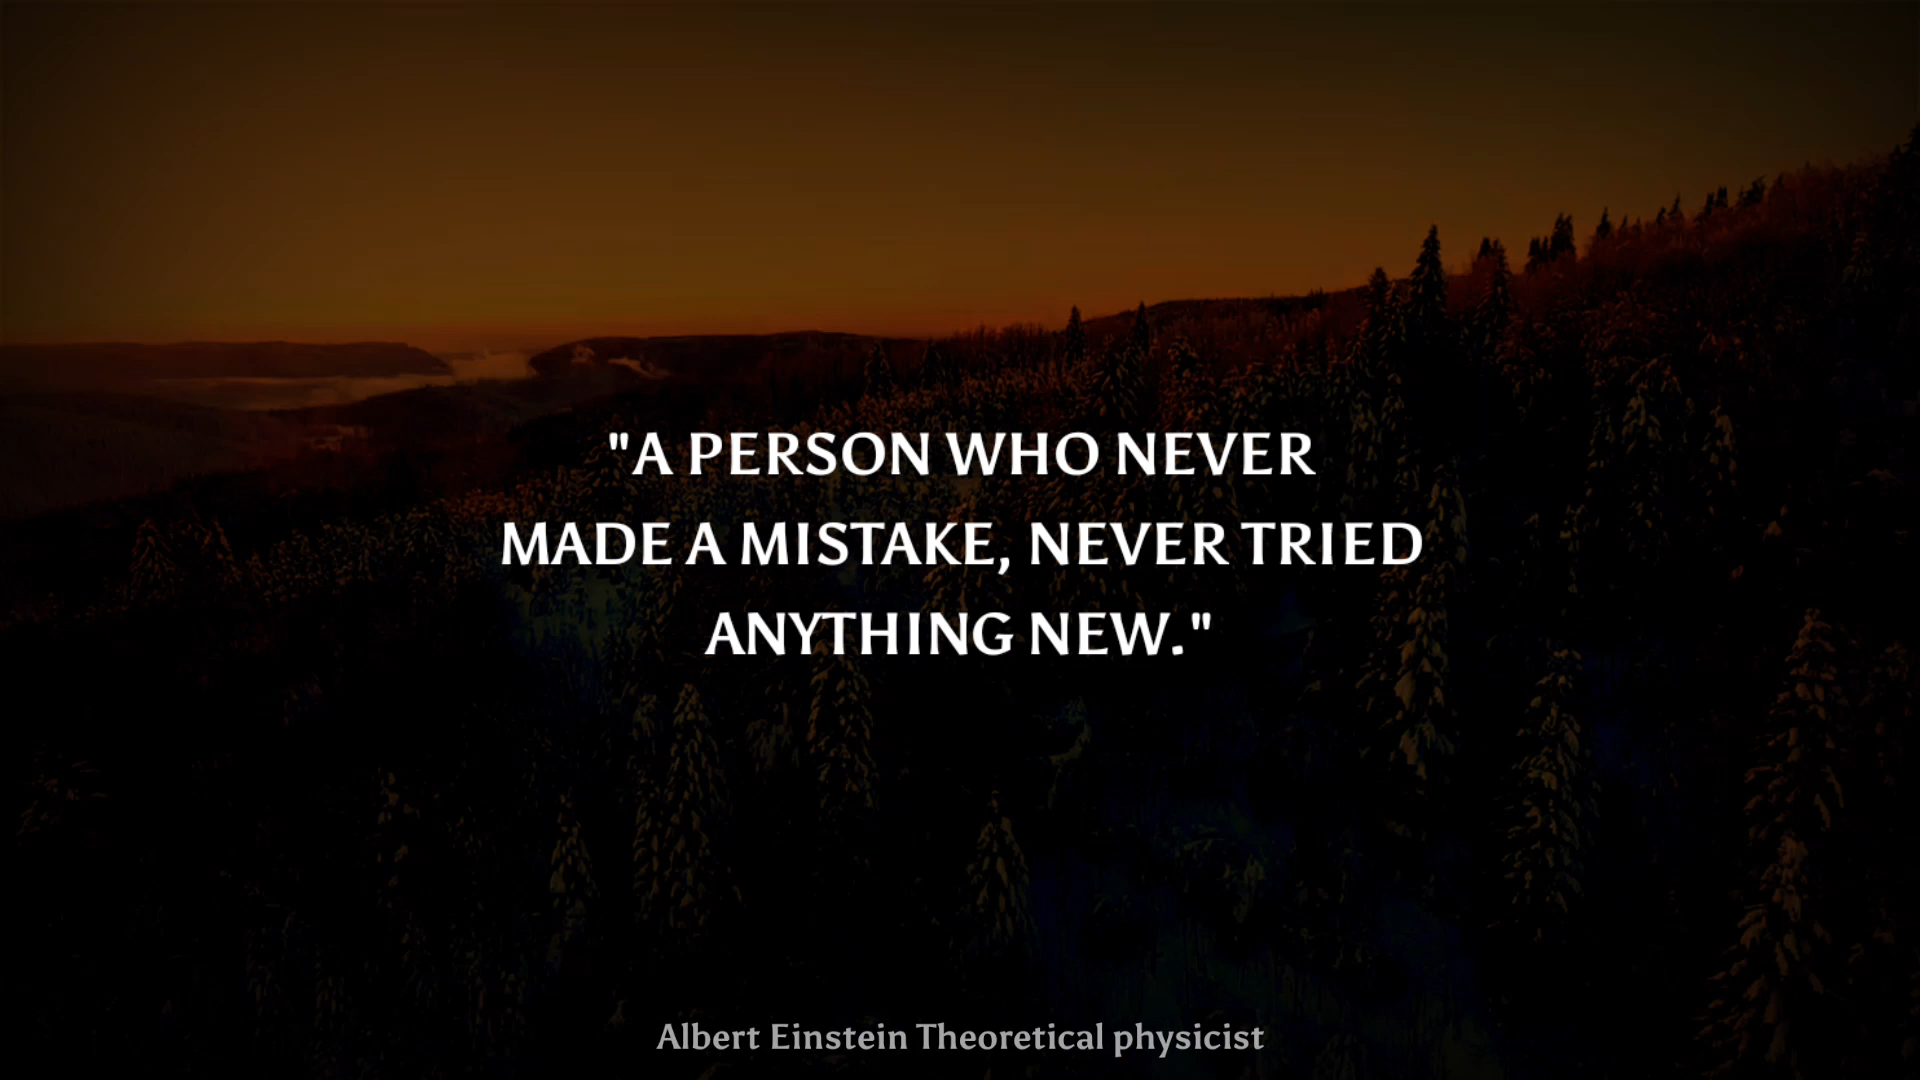 "A PERSON WHO NEVER
MADE A MISTAKE, NEVER TRIED
ANYTHING NEW."
Albert Einstein Theoretical physicist